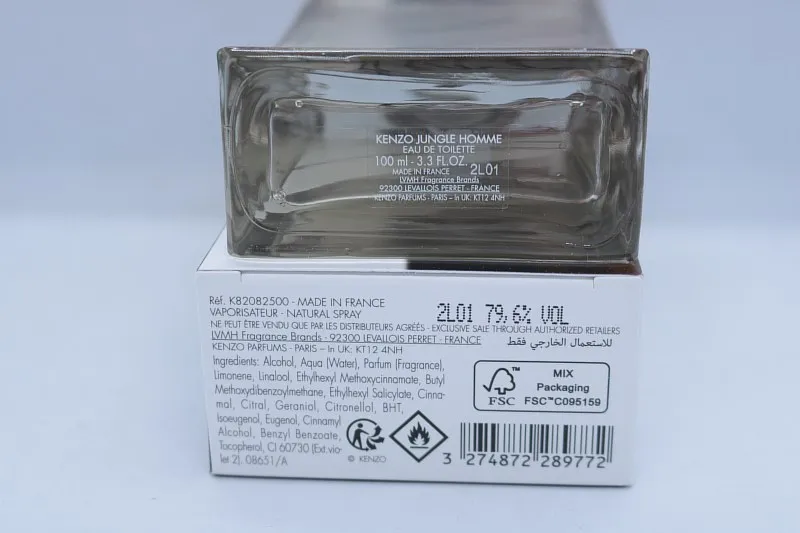 KENZO JUNGLE HOMME
EAU DE TOILETTE
100 ml - 3.3 FL.OZ.
MADE IN FRANCE 2L01
LVMH Fragrance Brands
92300 LEVALLOIS PERRET - FRANCE
KENZO PARFUMS - PARIS – In UK: KT12 4NH
Réf. K82082500 - MADE IN FRANCE
VAPORISATEUR - NATURAL SPRAY
2L01 79,6% VOL
NE PEUT ÊTRE VENDU QUE PAR LES DISTRIBUTEURS AGRÉÉS - EXCLUSIVE SALE THROUGH AUTHORIZED RETAILERS
LVMH Fragrance Brands - 92300 LEVALLOIS PERRET - FRANCE
للاستعمال الخارجي فقط
KENZO PARFUMS - PARIS – In UK: KT12 4NH
Ingredients: Alcohol, Aqua (Water), Parfum (Fragrance),
Limonene, Linalool, Ethylhexyl Methoxycinnamate, Butyl
Methoxydibenzoylmethane, Ethylhexyl Salicylate, Cinna-
mal, Citral, Geraniol, Citronellol, BHT,
Isoeugenol, Eugenol, Cinnamyl
Alcohol, Benzyl Benzoate,
Tocopherol, CI 60730 (Ext.vio-
let 2). 08651/A
© KENZO
FSC™
MIX
Packaging
FSC™C095159
3 274872 289772